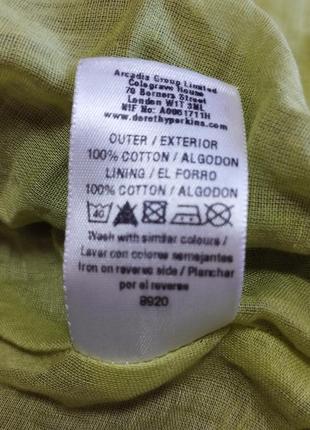 Arcadia Group Limited
Colegrave House
70 Berners Street
London W1T 3NL
NIF No: A0061711H
www.dorothyperkins.com
OUTER / EXTERIOR
100% COTTON / ALGODON
LINING / EL FORRO
100% COTTON / ALGODON
40
Wash with similar colours /
Lavar con colores semejantes
Iron on reverse side / Planchar
por el reverso
9920